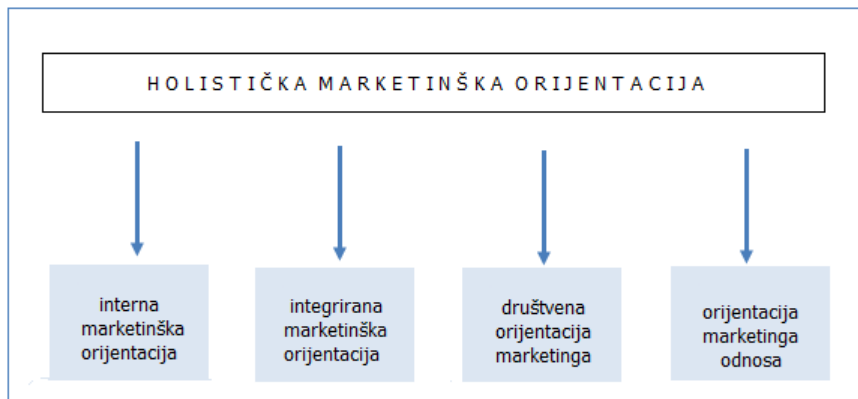 HOLISTIČKA MARKETINŠKA ORIJENTACIJA
interna
marketinška
orijentacija
integrirana
marketinška
orijentacija
društvena
orijentacija
marketinga
orijentacija
marketinga
odnosa